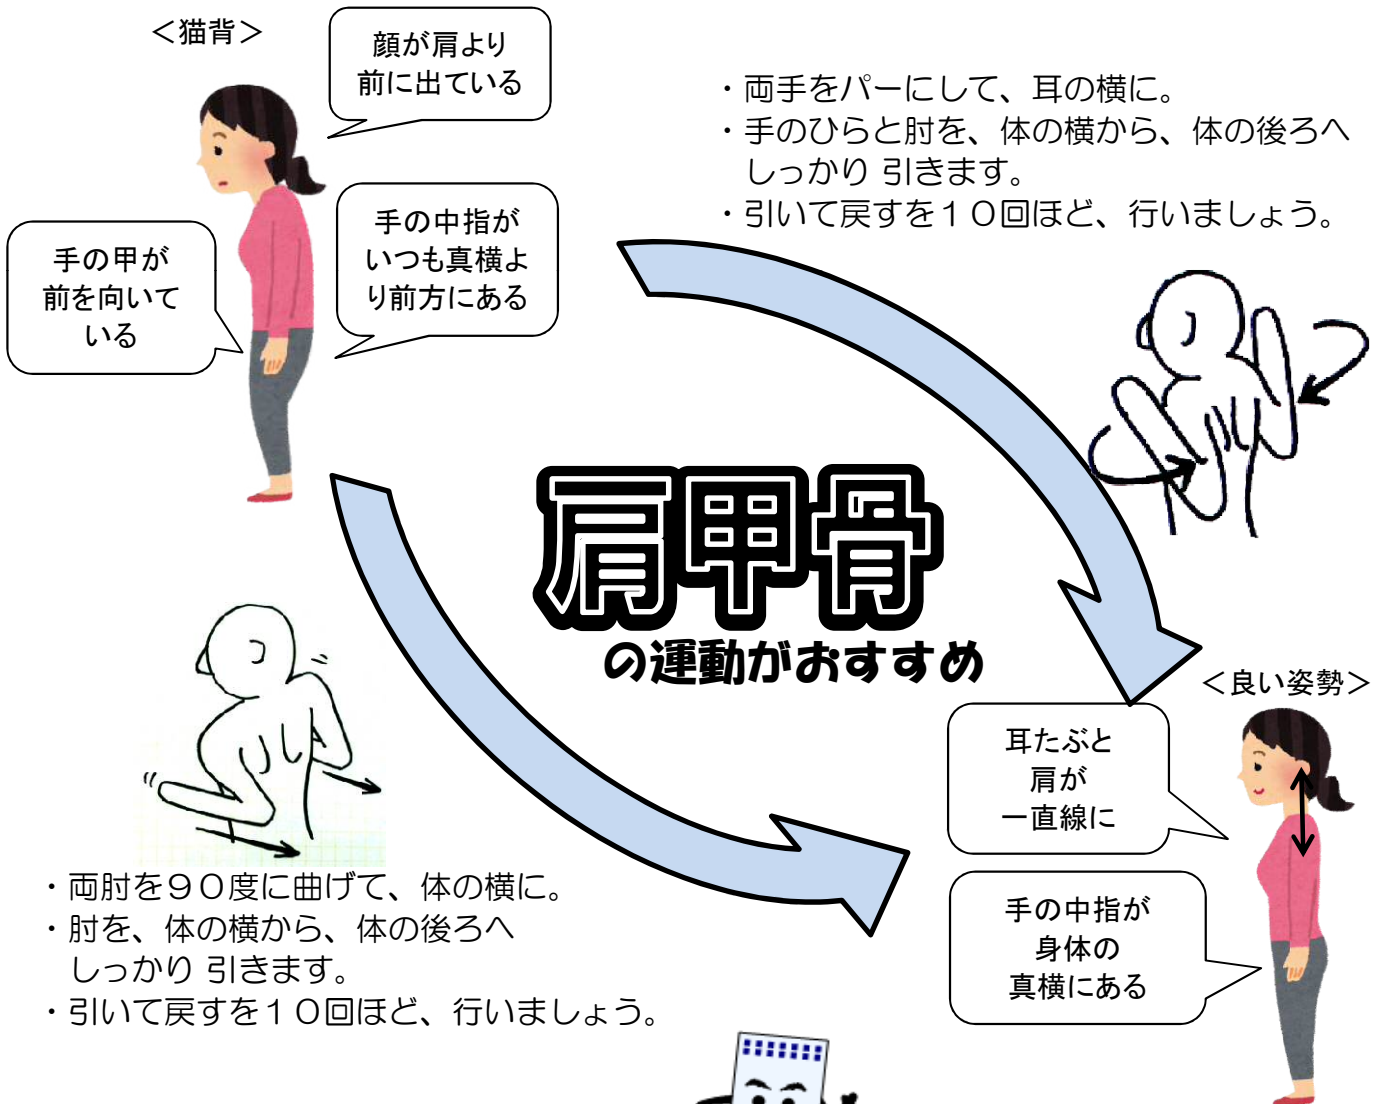 ＜猫背＞
顔が肩より
前に出ている
手の中指が
いつも真横よ
り前方にある
手の甲が
前を向いて
いる
・両手をパーにして、耳の横に。
・手のひらと肘を、体の横から、体の後ろへ
しっかり 引きます。
・引いて戻すを１０回ほど、行いましょう。
肩甲骨
の運動がおすすめ
・両肘を９０度に曲げて、体の横に。
・肘を、体の横から、体の後ろへ
しっかり 引きます。
・引いて戻すを１０回ほど、行いましょう。
＜良い姿勢＞
耳たぶと
肩が
一直線に
手の中指が
身体の
真横にある